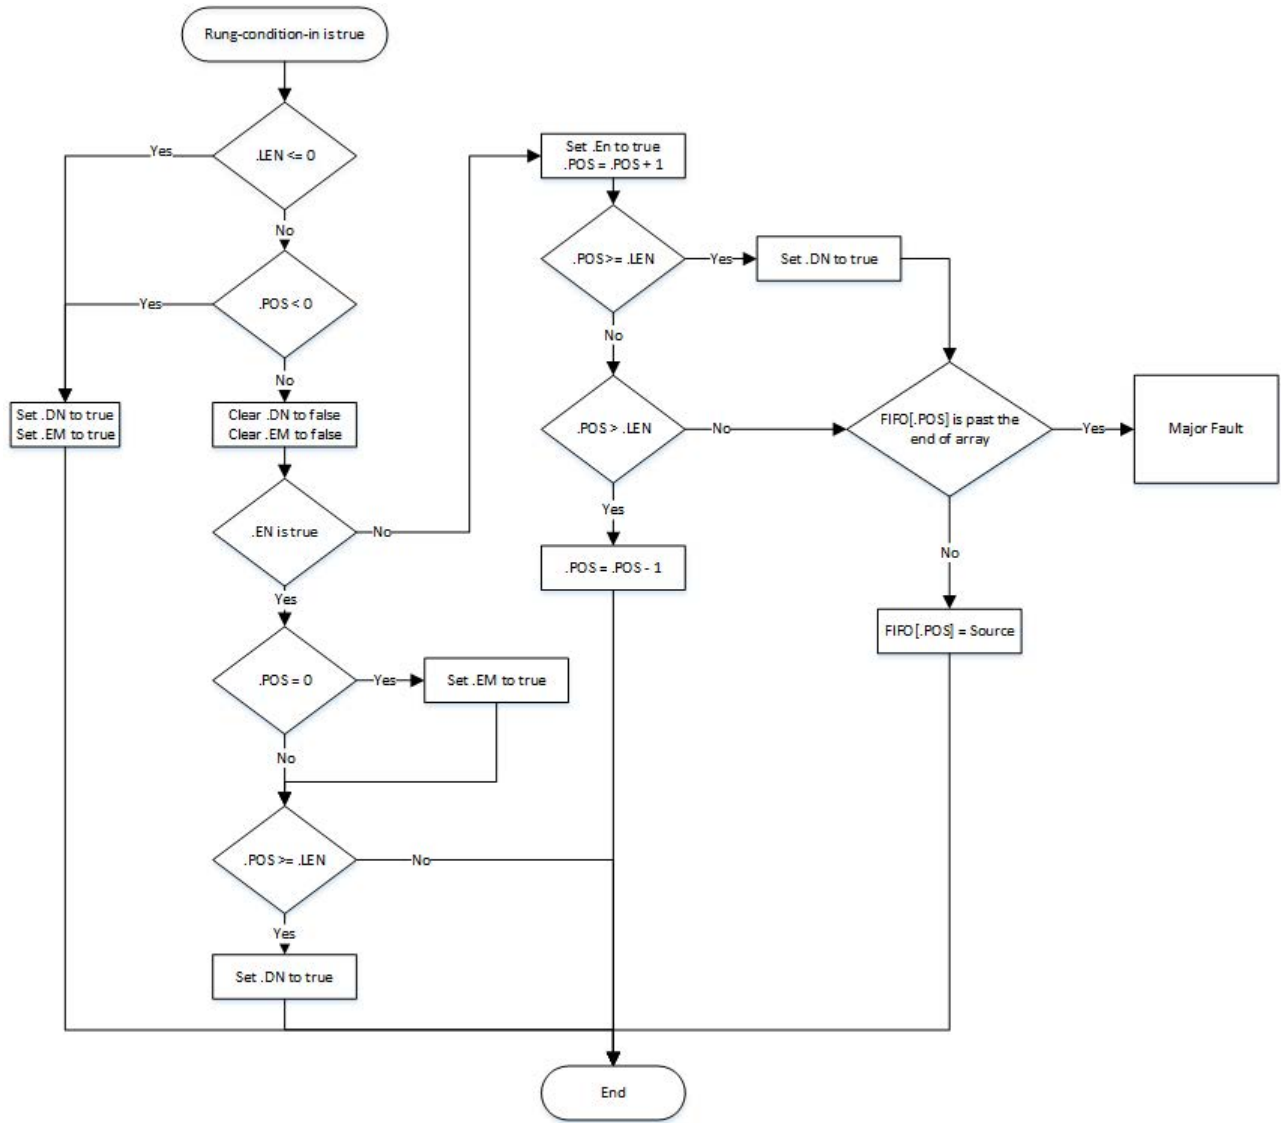 Rung-condition-in is true
.LEN <= 0
Yes
No
.POS < 0
Yes
No
Set .DN to true
Set .EM to true
Clear .DN to false
Clear .EM to false
.EN is true
No
Yes
.POS = 0
Yes
Set .EM to true
No
.POS >= .LEN
No
Yes
Set .DN to true
Set .En to true
.POS = .POS + 1
.POS >= .LEN
Yes
Set .DN to true
No
.POS > .LEN
No
Yes
.POS = .POS - 1
FIFO[.POS] is past the
end of array
Yes
Major Fault
No
FIFO[.POS] = Source
End